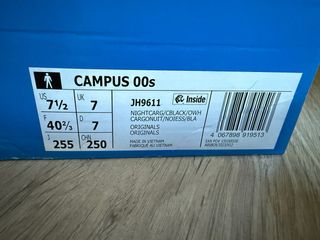 CAMPUS 00s
US 7½ UK 7
F 40⅔ D 7
J 255 CHN 250
JH9611 Inside
NIGHTCARG/CBLACK/OWH
CARGONUIT/NOIESS/BLA
ORIGINALS
ORIGINALS
MADE IN VIETNAM
FABRIQUÉ AU VIETNAM
4 067898 919513